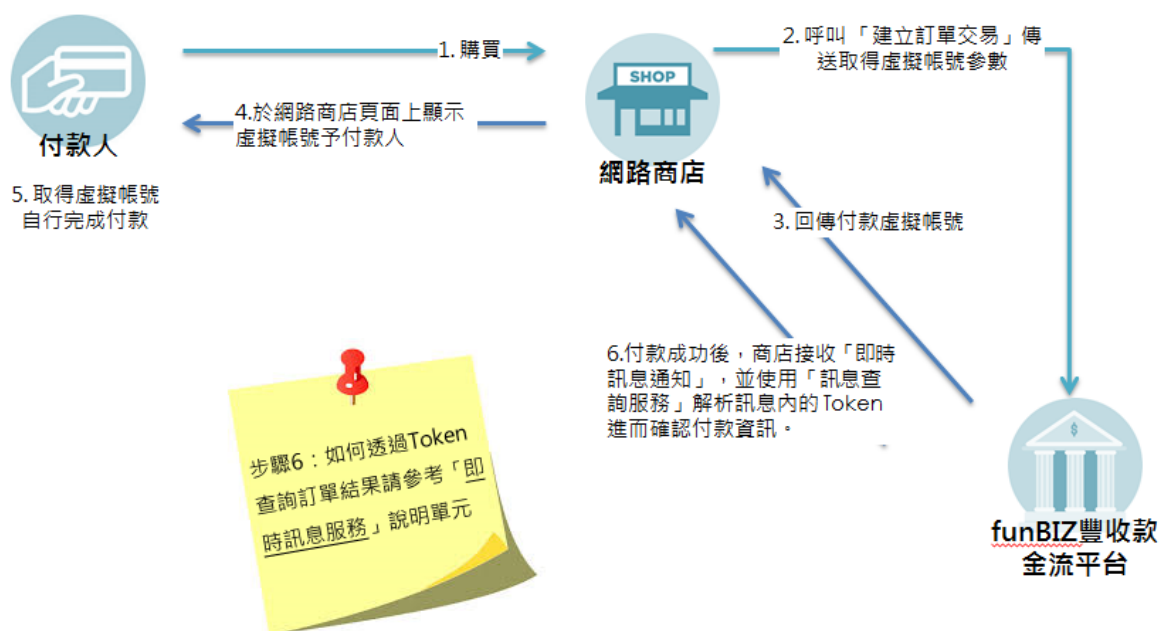 1. 購買
2. 呼叫「建立訂單交易」傳
送取得虛擬帳號參數
SHOP
4.於網路商店頁面上顯示
虛擬帳號予付款人
付款人
網路商店
5. 取得虛擬帳號
自行完成付款
3. 回傳付款虛擬帳號
6.付款成功後，商店接收「即時
訊息通知」，並使用「訊息查
詢服務」解析訊息內的 Token
進而確認付款資訊。
$
步驟6：如何透過Token
查詢訂單結果請參考「即
時訊息服務」說明單元
funBIZ豐收款
金流平台